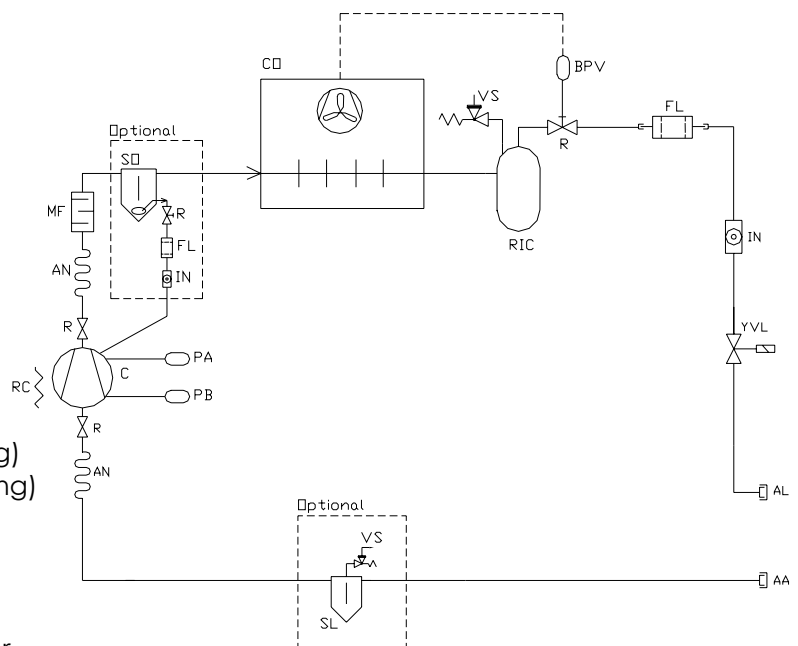 CO
BPV
VS
FL
Optional
SO
R
R
MF
FL
RIC
IN
AN
IN
R
YVL
PA
C
RC
PB
R
g)
AN
ng)
AL
Optional
VS
AA
SL
r